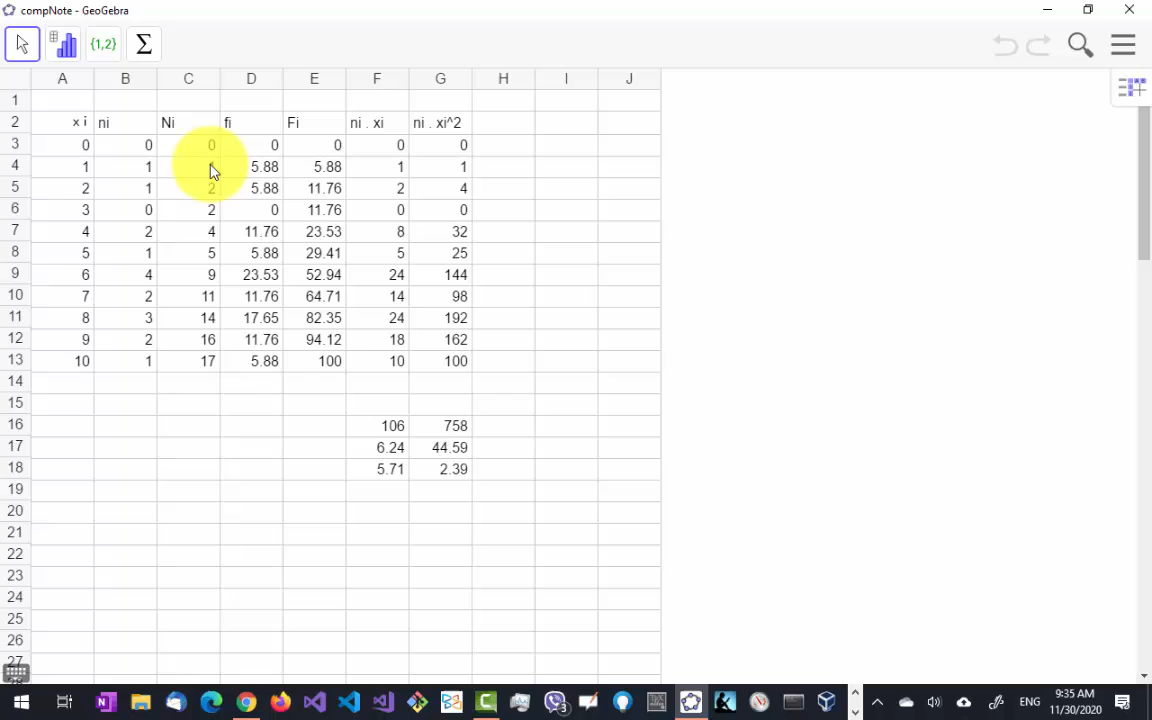 compNote - GeoGebra
{1,2} Σ
A B C D E F G H I J
1
2 x i ni Ni fi Fi ni . xi ni . xi^2
3 0 0 0 0 0 0 0
4 1 1 5.88 5.88 1 1
5 2 1 2 5.88 11.76 2 4
6 3 0 2 0 11.76 0 0
7 4 2 4 11.76 23.53 8 32
8 5 1 5 5.88 29.41 5 25
9 6 4 9 23.53 52.94 24 144
10 7 2 11 11.76 64.71 14 98
11 8 3 14 17.65 82.35 24 192
12 9 2 16 11.76 94.12 18 162
13 10 1 17 5.88 100 10 100
14
15
16 106 758
17 6.24 44.59
18 5.71 2.39
19
20
21
22
23
24
25
26
27
ENG
9:35 AM
11/30/2020